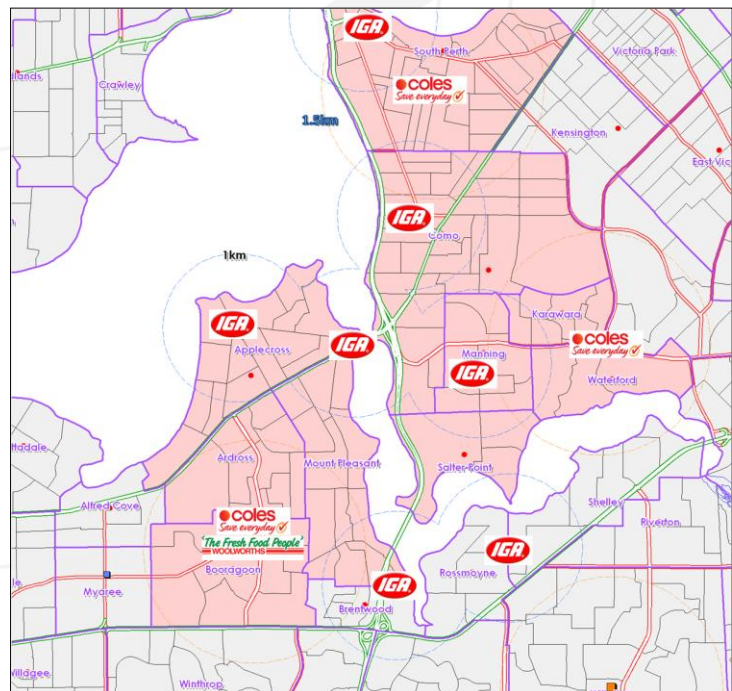 IGA
South Perth
Victoria Park
Crawley
coles
Save everyday
1.5km
Kensington
East Vic
IGA
Como
1km
Karawara
IGA
Applecross
IGA
coles
Save everyday
Manning
IGA
Waterford
Ardross
Mount Pleasant
Salter Point
Shelley
Alfred Cove
coles
Save everyday
Riverton
'The Fresh Food People'
WOOLWORTHS
Booragoon
IGA
Rossmoyne
Myaree
IGA
Brentwood
Winthrop